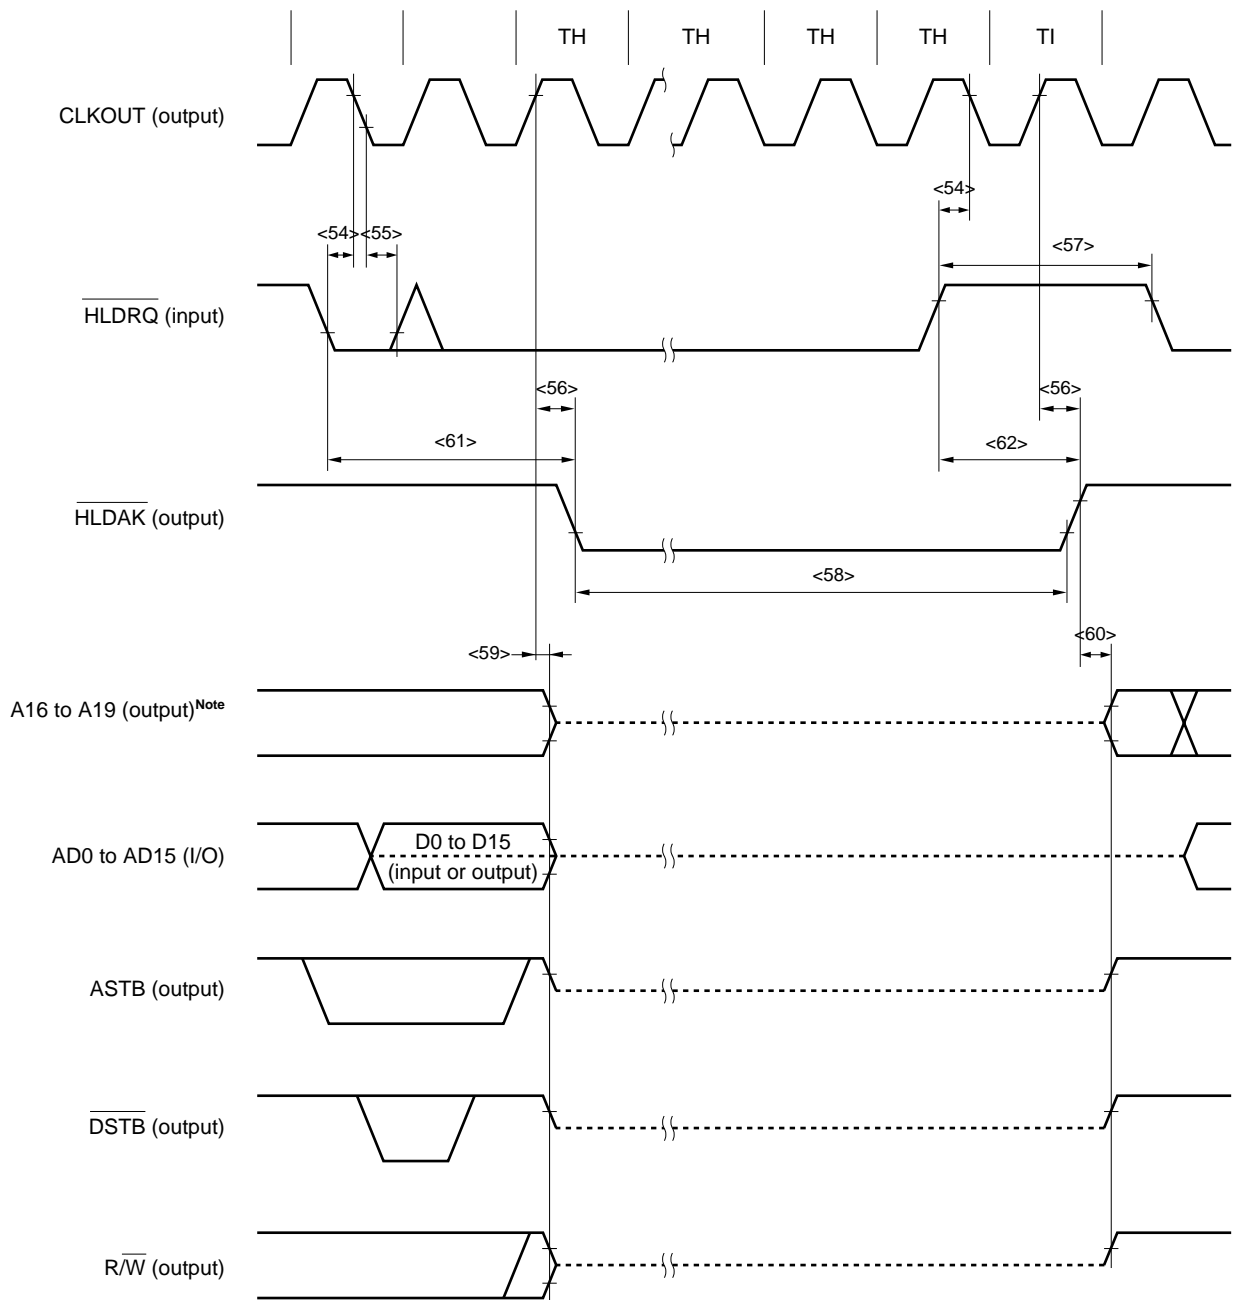 TH TH TH TH TI
CLKOUT (output)
<54>
<54> <55>
<57>
HLDRQ (input)
<56> <56>
<61> <62>
HLDAK (output)
<58>
<60>
<59>
A16 to A19 (output)Note
D0 to D15
AD0 to AD15 (I/O)
(input or output)
ASTB (output)
DSTB (output)
R/W (output)